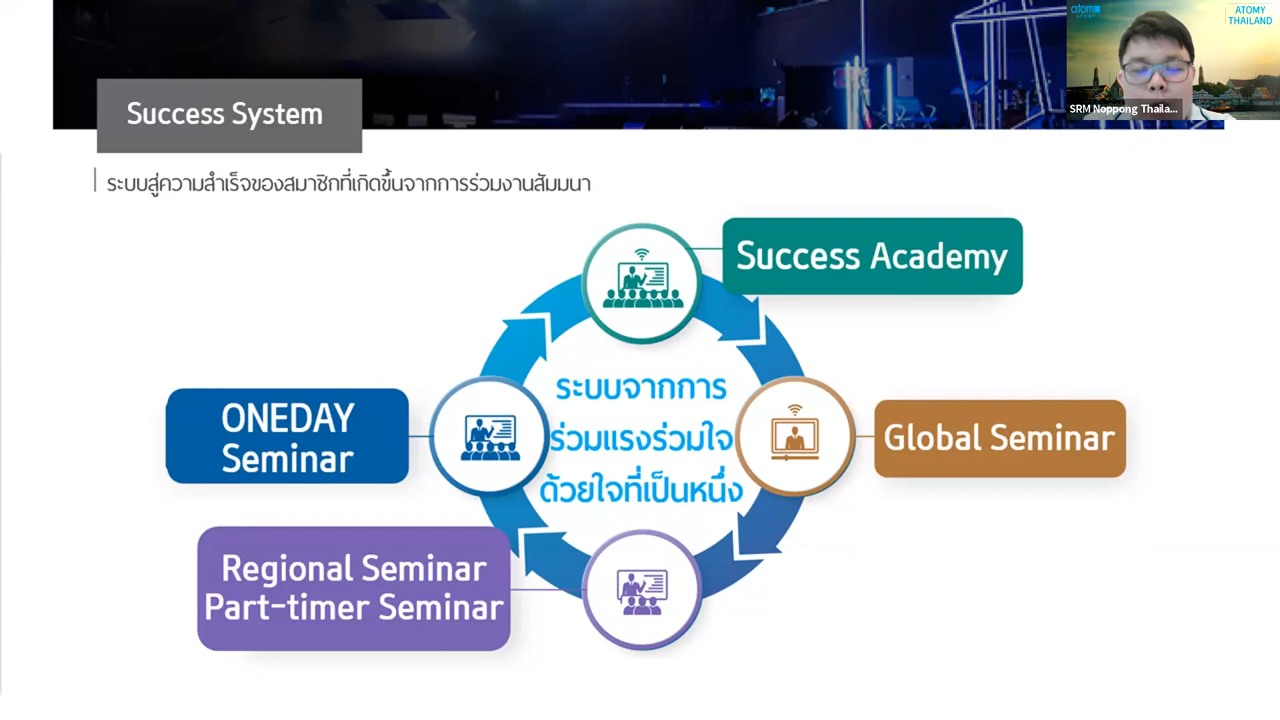 atomy
ATOMY
ATOMY
THAILAND
SRM Noppong Thaila...
Success System
ระบบสู่ความสำเร็จของสมาชิกที่เกิดขึ้นจากการร่วมงานสัมมนา
Success Academy
ระบบจากการ
ร่วมแรงร่วมใจ
ด้วยใจที่เป็นหนึ่ง
ONEDAY
Seminar
Global Seminar
Regional Seminar
Part-timer Seminar